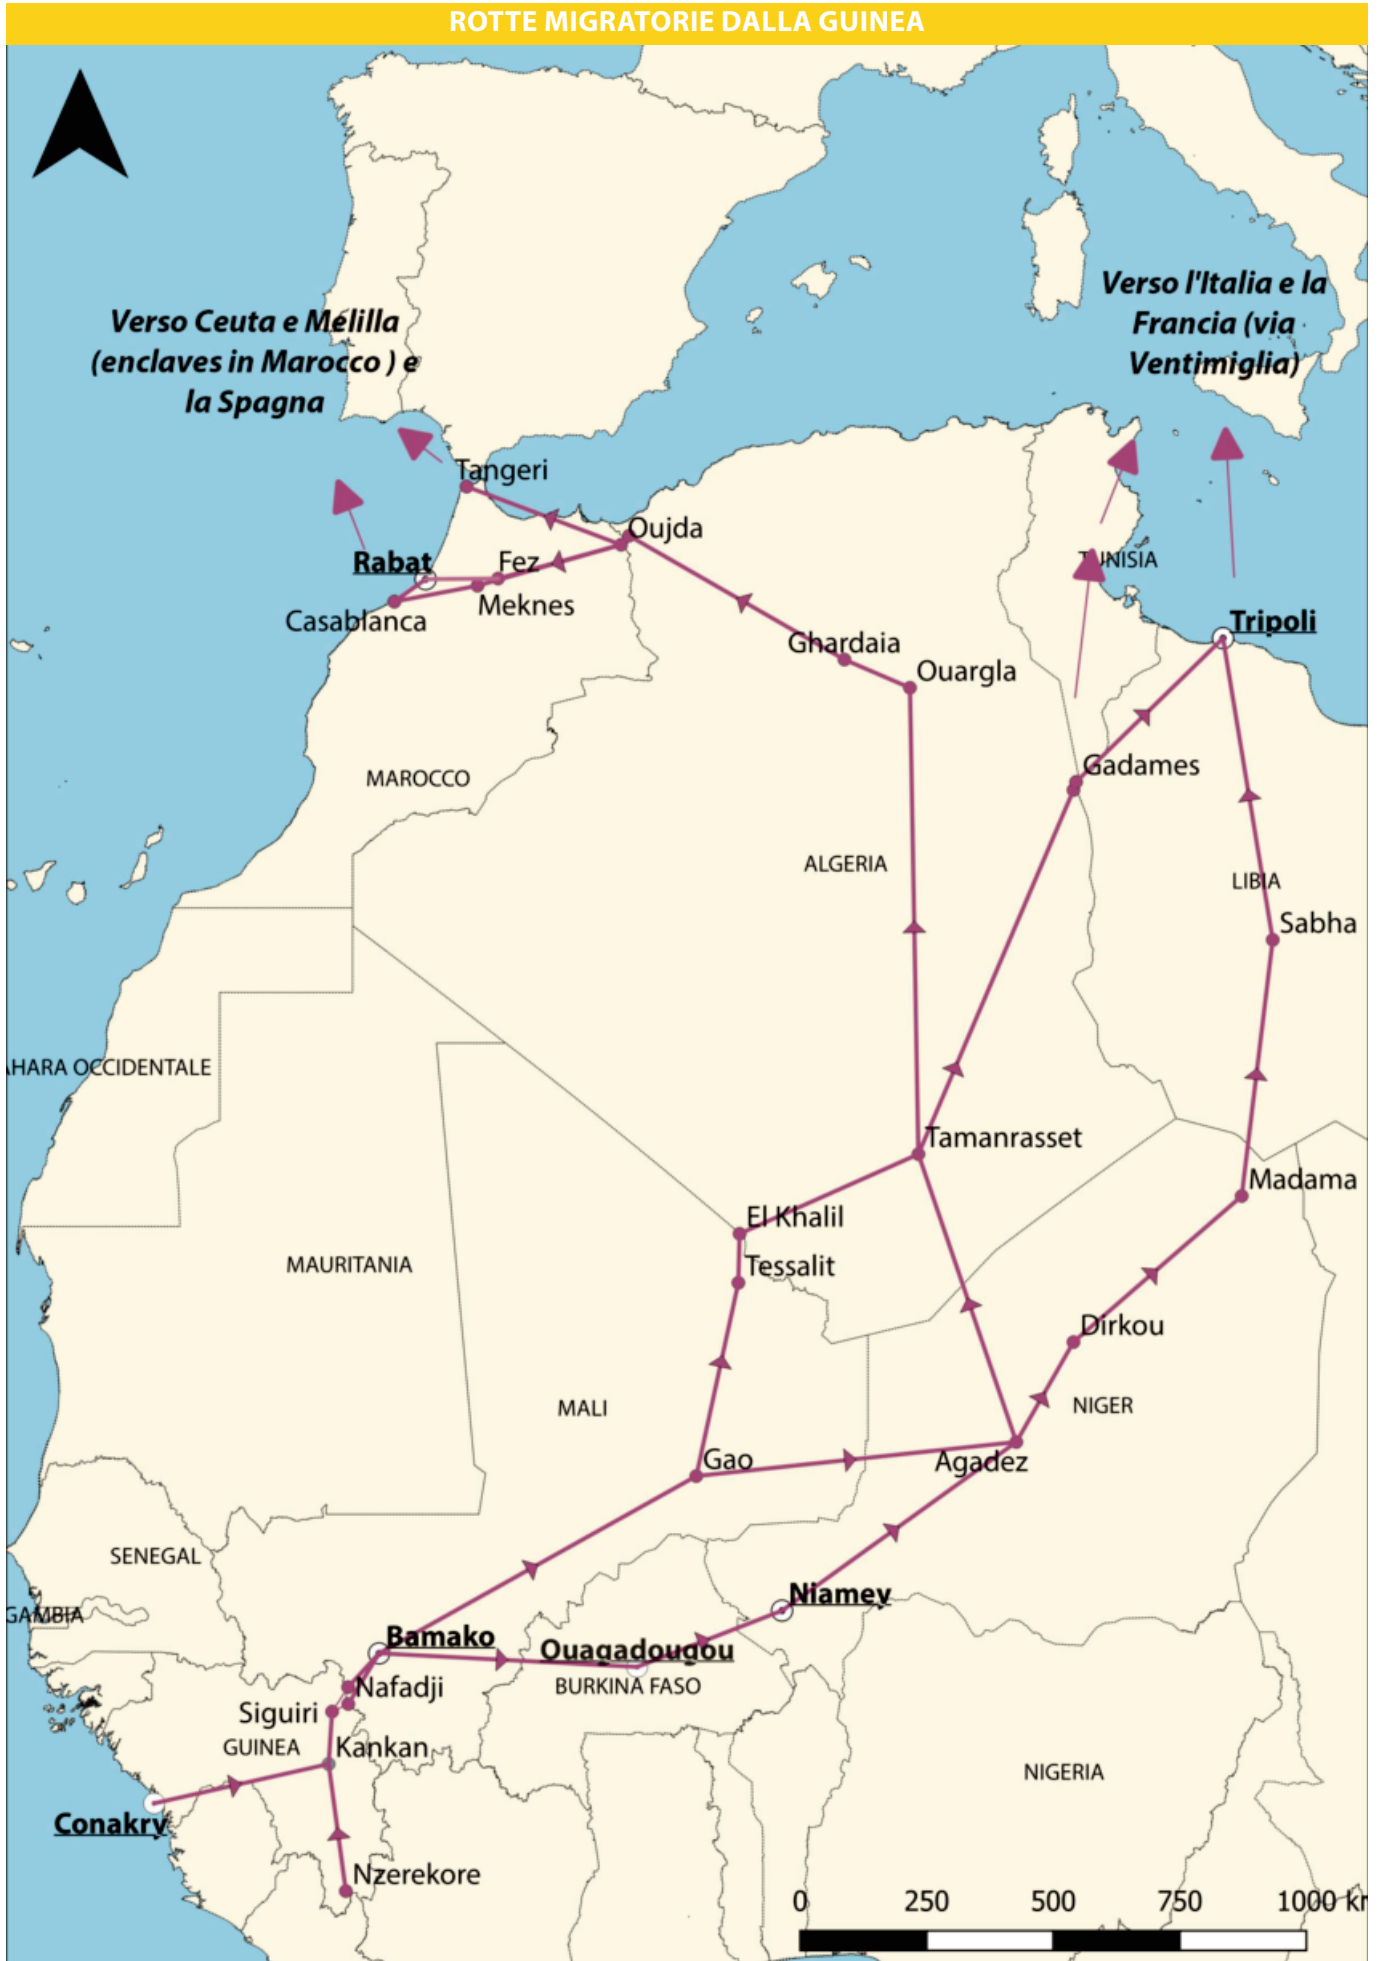 ROTTE MIGRATORIE DALLA GUINEA
Verso l'Italia e la
Francia (via
Ventimiglia)
Verso Ceuta e Melilla
(enclaves in Marocco ) e
la Spagna
Tangeri
Oujda
Rabat
Fez
TUNISIA
Meknes
Casablanca
Tripoli
Ghardaia
Ouargla
Gadames
MAROCCO
ALGERIA
LIBIA
Sabha
AHARA OCCIDENTALE
Tamanrasset
Madama
El Khalil
MAURITANIA
Tessalit
Dirkou
MALI
NIGER
Gao
Agadez
SENEGAL
Niamey
GAMBIA
Bamako
Ouagadougou
Nafadji
BURKINA FASO
Siguiri
GUINEA
Kankan
NIGERIA
Conakry
Nzerekore
0 250 500 750 1000 kr